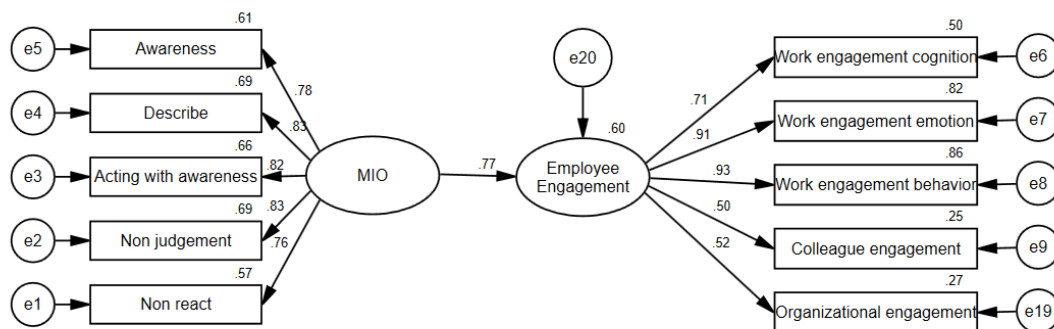 .61
e5
Awareness
.78
.69
e4
Describe
.83
.66
e3
Acting with awareness
.82
.69
e2
Non judgement
.83
.57
e1
Non react
.76
MIO
.77
e20
.60
Employee
Engagement
.50
Work engagement cognition
e6
.71
.82
Work engagement emotion
e7
.91
.86
Work engagement behavior
e8
.93
.25
Colleague engagement
e9
.50
.27
Organizational engagement
e19
.52